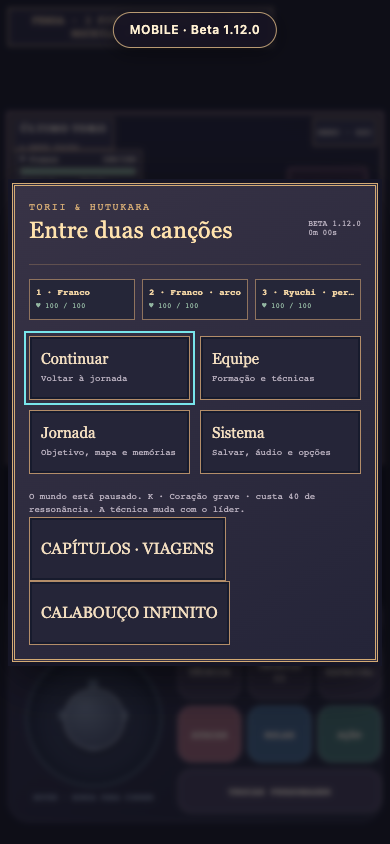 MOBILE · Beta 1.12.0
TORII & HUTUKARA
Entre duas canções
BETA 1.12.0
0m 00s
1 · Franco
♥ 100 / 100
2 · Franco · arco
♥ 100 / 100
3 · Ryuchi · per…
♥ 100 / 100
Continuar
Voltar à jornada
Equipe
Formação e técnicas
Jornada
Objetivo, mapa e memórias
Sistema
Salvar, áudio e opções
O mundo está pausado. K · Coração grave · custa 40 de
ressonância. A técnica muda com o líder.
CAPÍTULOS · VIAGENS
CALABOUÇO INFINITO